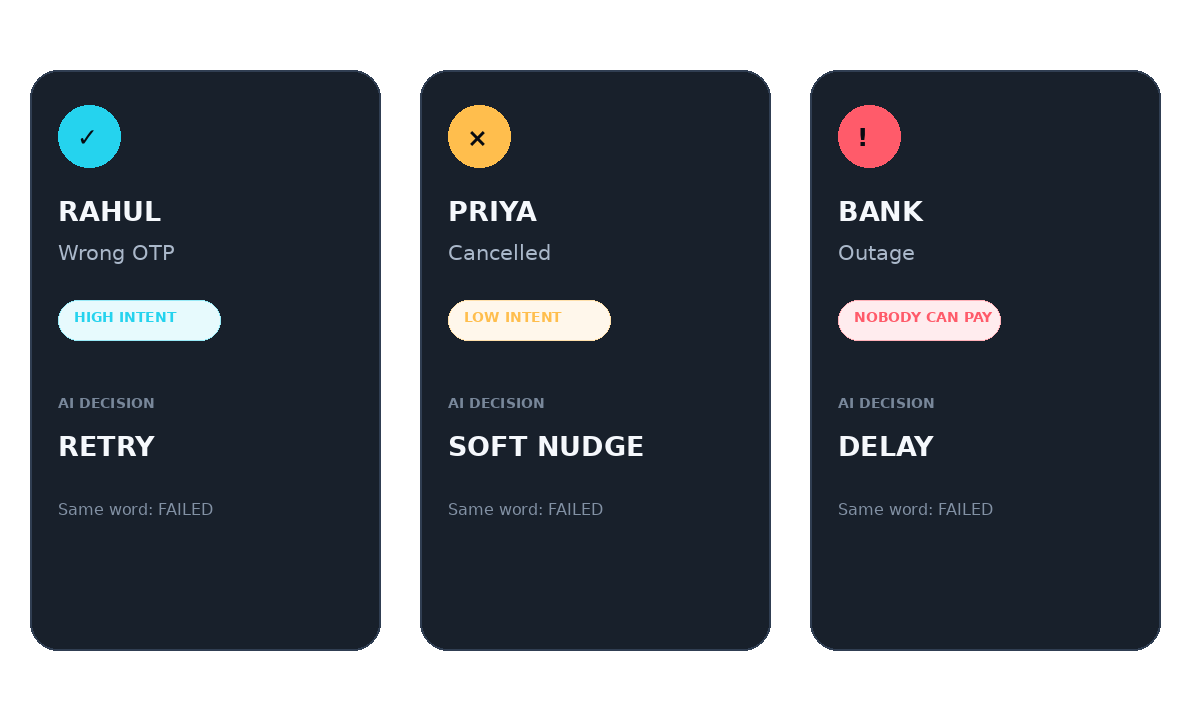 ✓
RAHUL
Wrong OTP
HIGH INTENT
AI DECISION
RETRY
Same word: FAILED
×
PRIYA
Cancelled
LOW INTENT
AI DECISION
SOFT NUDGE
Same word: FAILED
!
BANK
Outage
NOBODY CAN PAY
AI DECISION
DELAY
Same word: FAILED